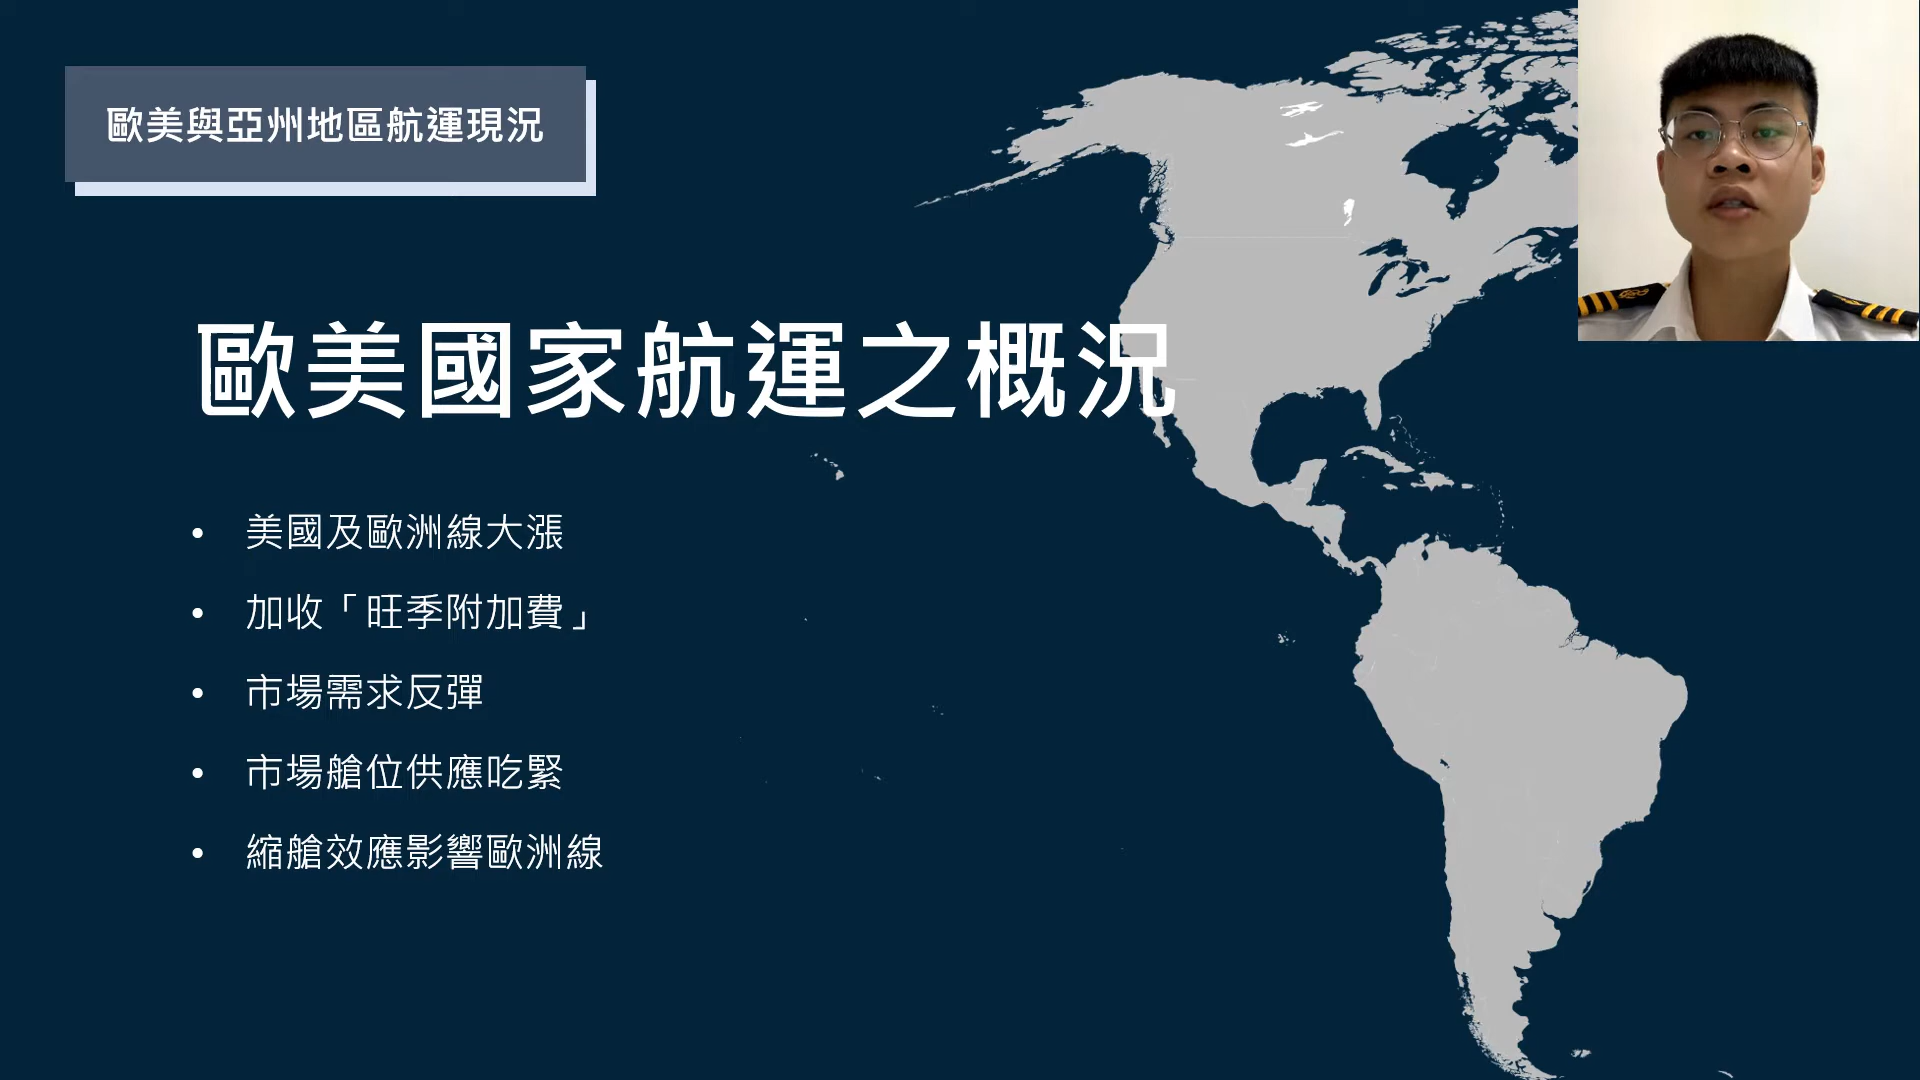 歐美與亞州地區航運現況
歐美國家航運之概況
• 美國及歐洲線大漲
• 加收「旺季附加費」
• 市場需求反彈
• 市場艙位供應吃緊
• 縮艙效應影響歐洲線